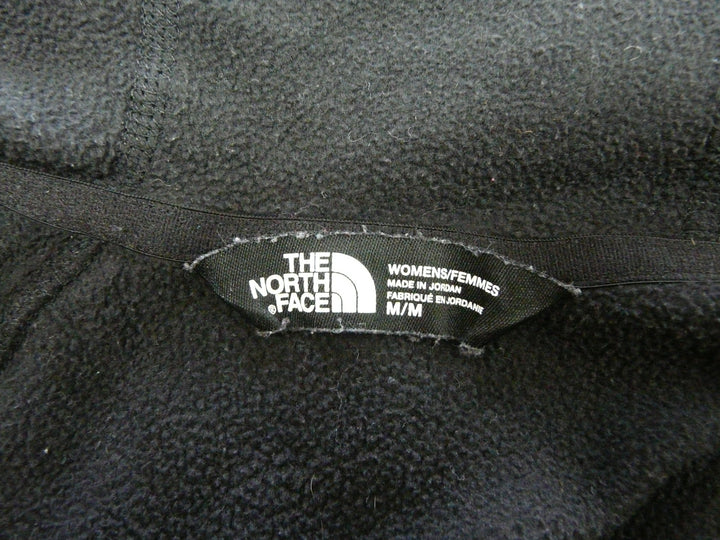 THE
NORTH
FACE
®
WOMENS/FEMMES
MADE IN JORDAN
FABRIQUÉ EN JORDANIE
M/M